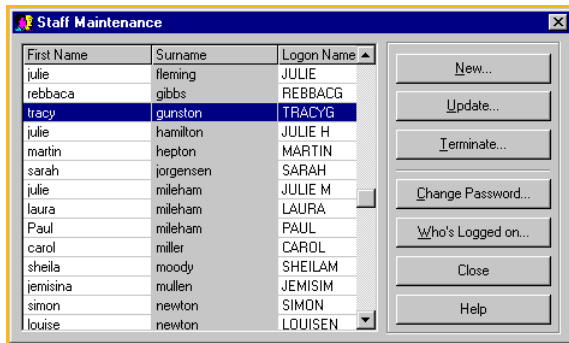 Staff Maintenance
First Name Surname Logon Name
julie fleming JULIE
rebbaca gibbs REBBACG
tracy gunston TRACYG
julie hamilton JULIE H
martin hepton MARTIN
sarah jorgensen SARAH
julie mileham JULIE M
laura mileham LAURA
Paul mileham PAUL
carol miller CAROL
sheila moody SHEILAM
jemisina mullen JEMISIM
simon newton SIMON
louise newton LOUISEN
New...
Update...
Terminate...
Change Password...
Who's Logged on...
Close
Help